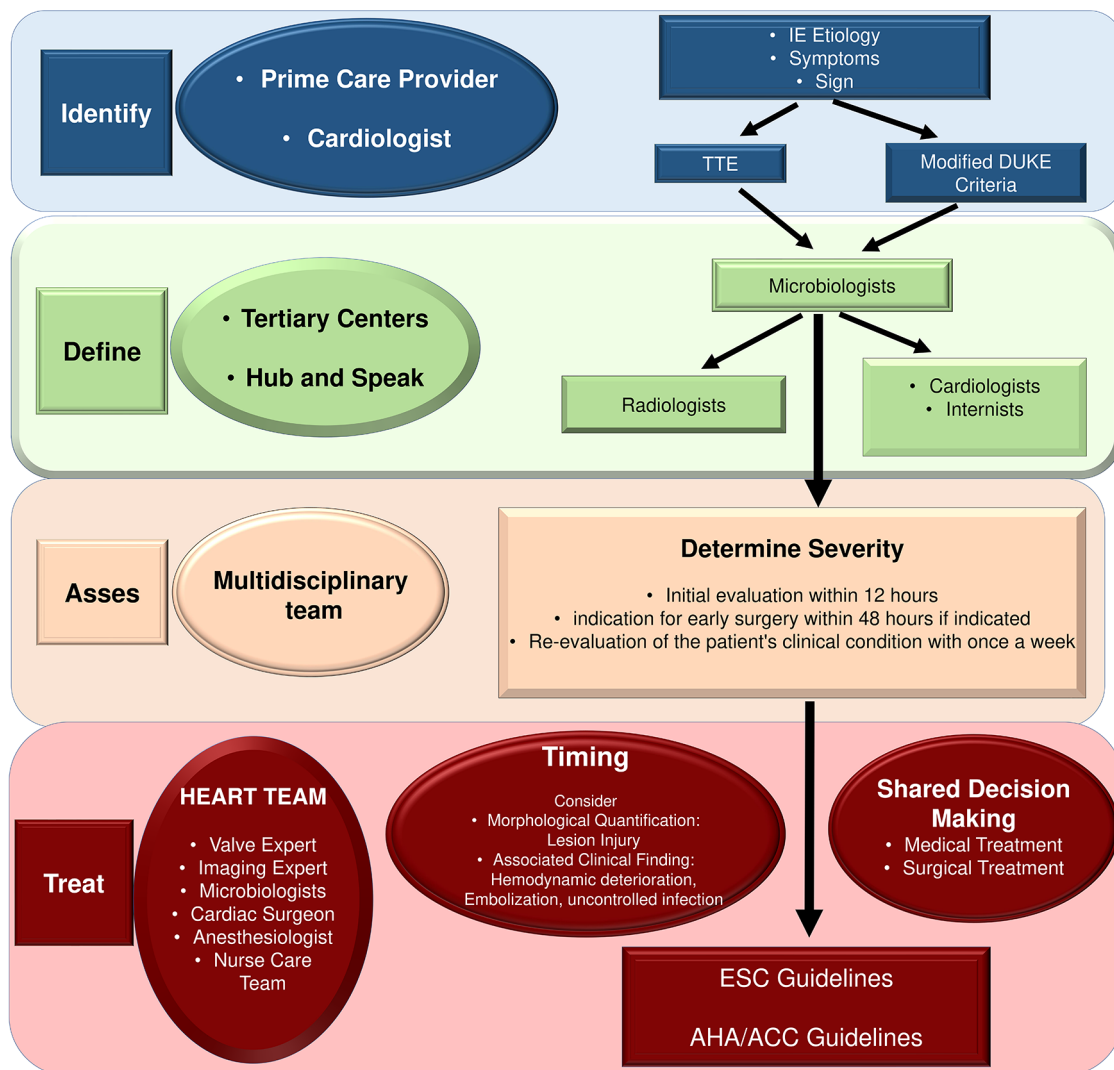 Identify
• Prime Care Provider
• Cardiologist
• IE Etiology
• Symptoms
• Sign
TTE
Modified DUKE
Criteria
Define
• Tertiary Centers
• Hub and Speak
Microbiologists
Radiologists
• Cardiologists
• Internists
Asses
Multidisciplinary
team
Determine Severity
• Initial evaluation within 12 hours
• indication for early surgery within 48 hours if indicated
• Re-evaluation of the patient's clinical condition with once a week
Treat
HEART TEAM
• Valve Expert
• Imaging Expert
• Microbiologists
• Cardiac Surgeon
• Anesthesiologist
• Nurse Care
Team
Timing
Consider
• Morphological Quantification:
Lesion Injury
• Associated Clinical Finding:
Hemodynamic deterioration,
Embolization, uncontrolled infection
Shared Decision
Making
• Medical Treatment
• Surgical Treatment
ESC Guidelines
AHA/ACC Guidelines